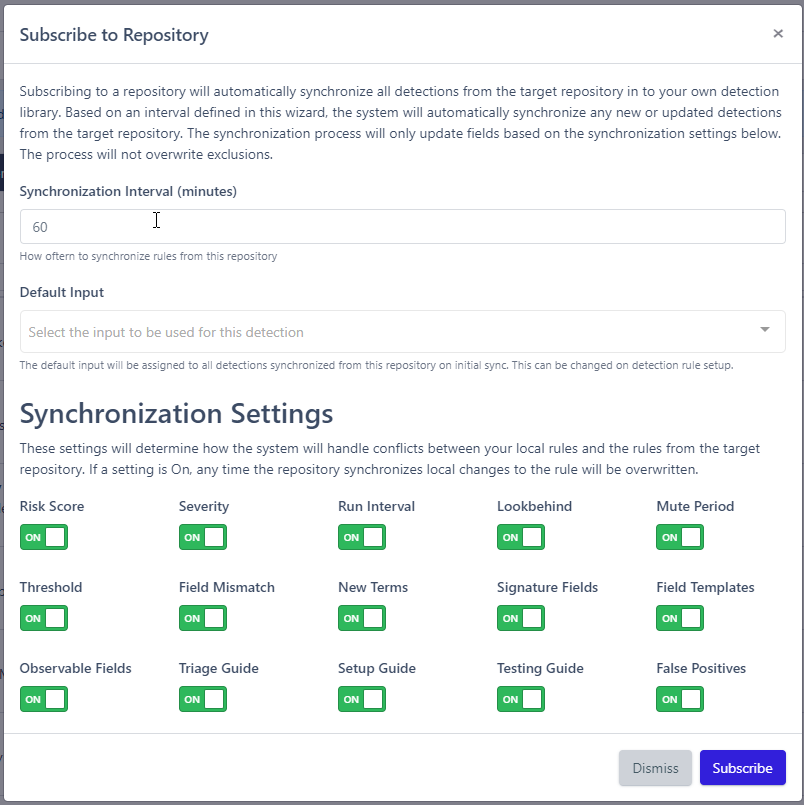 Subscribe to Repository
×
Subscribing to a repository will automatically synchronize all detections from the target repository in to your own detection
library. Based on an interval defined in this wizard, the system will automatically synchronize any new or updated detections
from the target repository. The synchronization process will only update fields based on the synchronization settings below.
The process will not overwrite exclusions.
Synchronization Interval (minutes)
60
How oftern to synchronize rules from this repository
Default Input
Select the input to be used for this detection
The default input will be assigned to all detections synchronized from this repository on initial sync. This can be changed on detection rule setup.
Synchronization Settings
These settings will determine how the system will handle conflicts between your local rules and the rules from the target
repository. If a setting is On, any time the repository synchronizes local changes to the rule will be overwritten.
Risk Score Severity Run Interval Lookbehind Mute Period
ON ON ON ON ON
Threshold Field Mismatch New Terms Signature Fields Field Templates
ON ON ON ON ON
Observable Fields Triage Guide Setup Guide Testing Guide False Positives
ON ON ON ON ON
Dismiss Subscribe